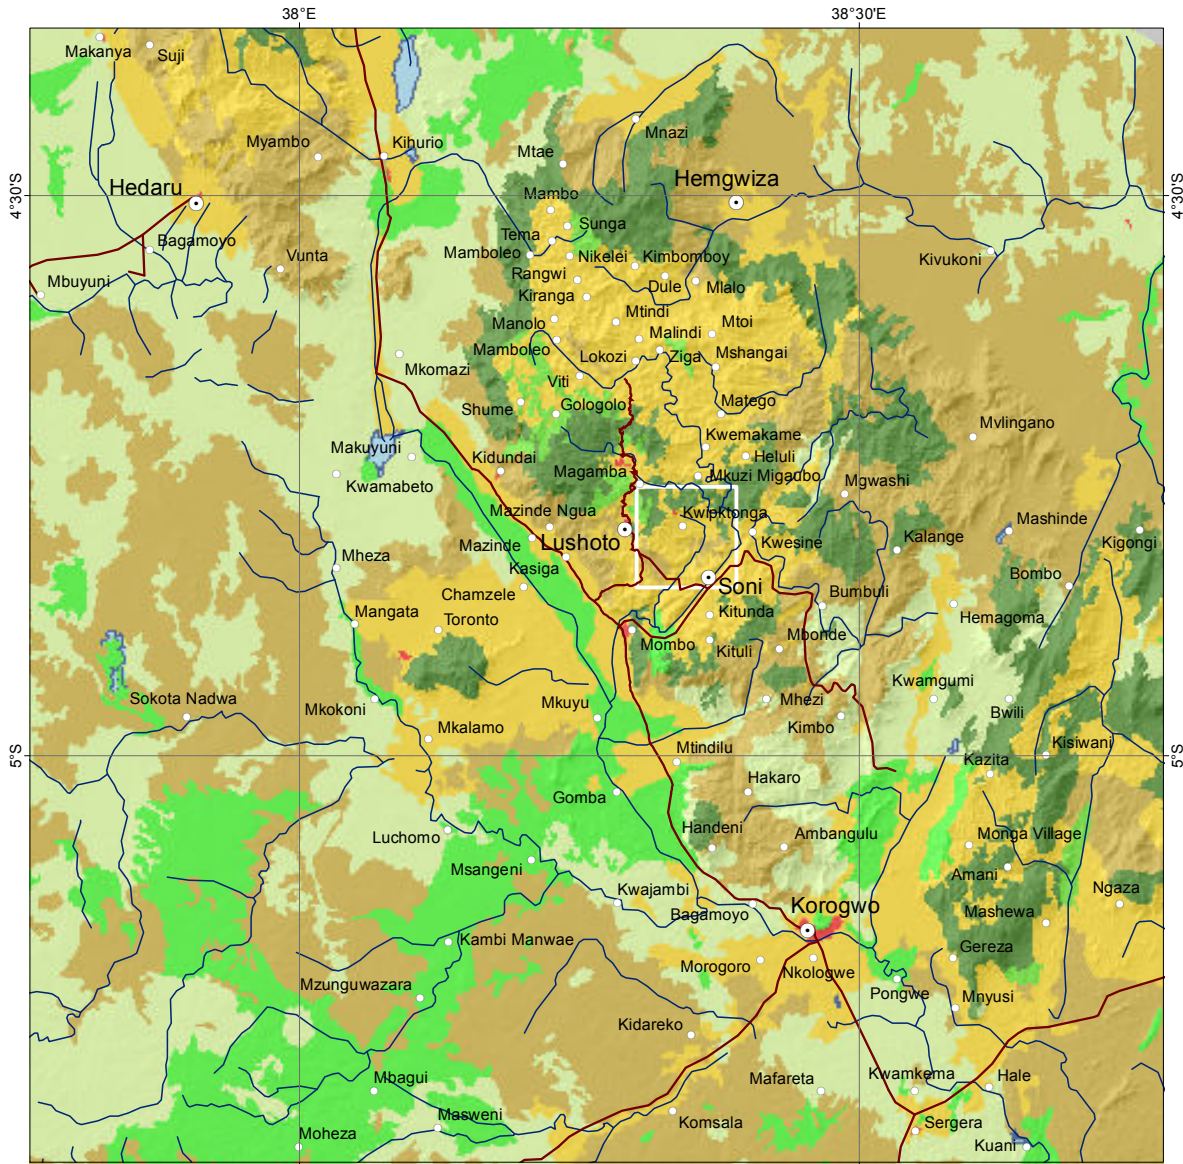 38°E
38°30'E
Makanya
Suji
Mnazi
Myambo
Kihurio
Mtae
4°30'S
4°30'S
Hedaru
Mambo
Hemgwiza
Sunga
Tema
Bagamoyo
Vunta
Mamboleo
Nikelei
Kimbomboy
Kivukoni
Rangwi
Mbuyuni
Dule
Mlalo
Kiranga
Mtindi
Manolo
Malindi
Mtoi
Mamboleo
Lokozi
Ziga
Mshangai
Mkomazi
Viti
Shume
Gologolo
Matego
Mvlingano
Kwemakame
Makuyuni
Heluli
Kidundai
Magamba
Mkuzi Migaubo
Mgwashi
Kwamabeto
Mazinde Ngua
Kwipktonga
Mashinde
Mazinde
Lushoto
Kwesine
Kalange
Kigongi
Mheza
Kasiga
Bombo
Chamzele
Soni
Bumbuli
Mangata
Toronto
Kitunda
Hemagoma
Mombo
Kituli
Mbonde
Kwamgumi
Sokota Nadwa
Mkokoni
Mkuyu
Mhezi
Bwili
Mkalamo
Kimbo
Mtindilu
Kisiwani
5°S
5°S
Kazita
Hakaro
Gomba
Handeni
Luchomo
Ambangulu
Monga Village
Msangeni
Amani
Kwajambi
Ngaza
Bagamoyo
Korogwo
Mashewa
Kambi Manwae
Gereza
Morogoro
Nkologwe
Mzunguwazara
Pongwe
Mnyusi
Kidareko
Mbagui
Mafareta
Kwamkema
Hale
Masweni
Komsala
Sergera
Moheza
Kuani